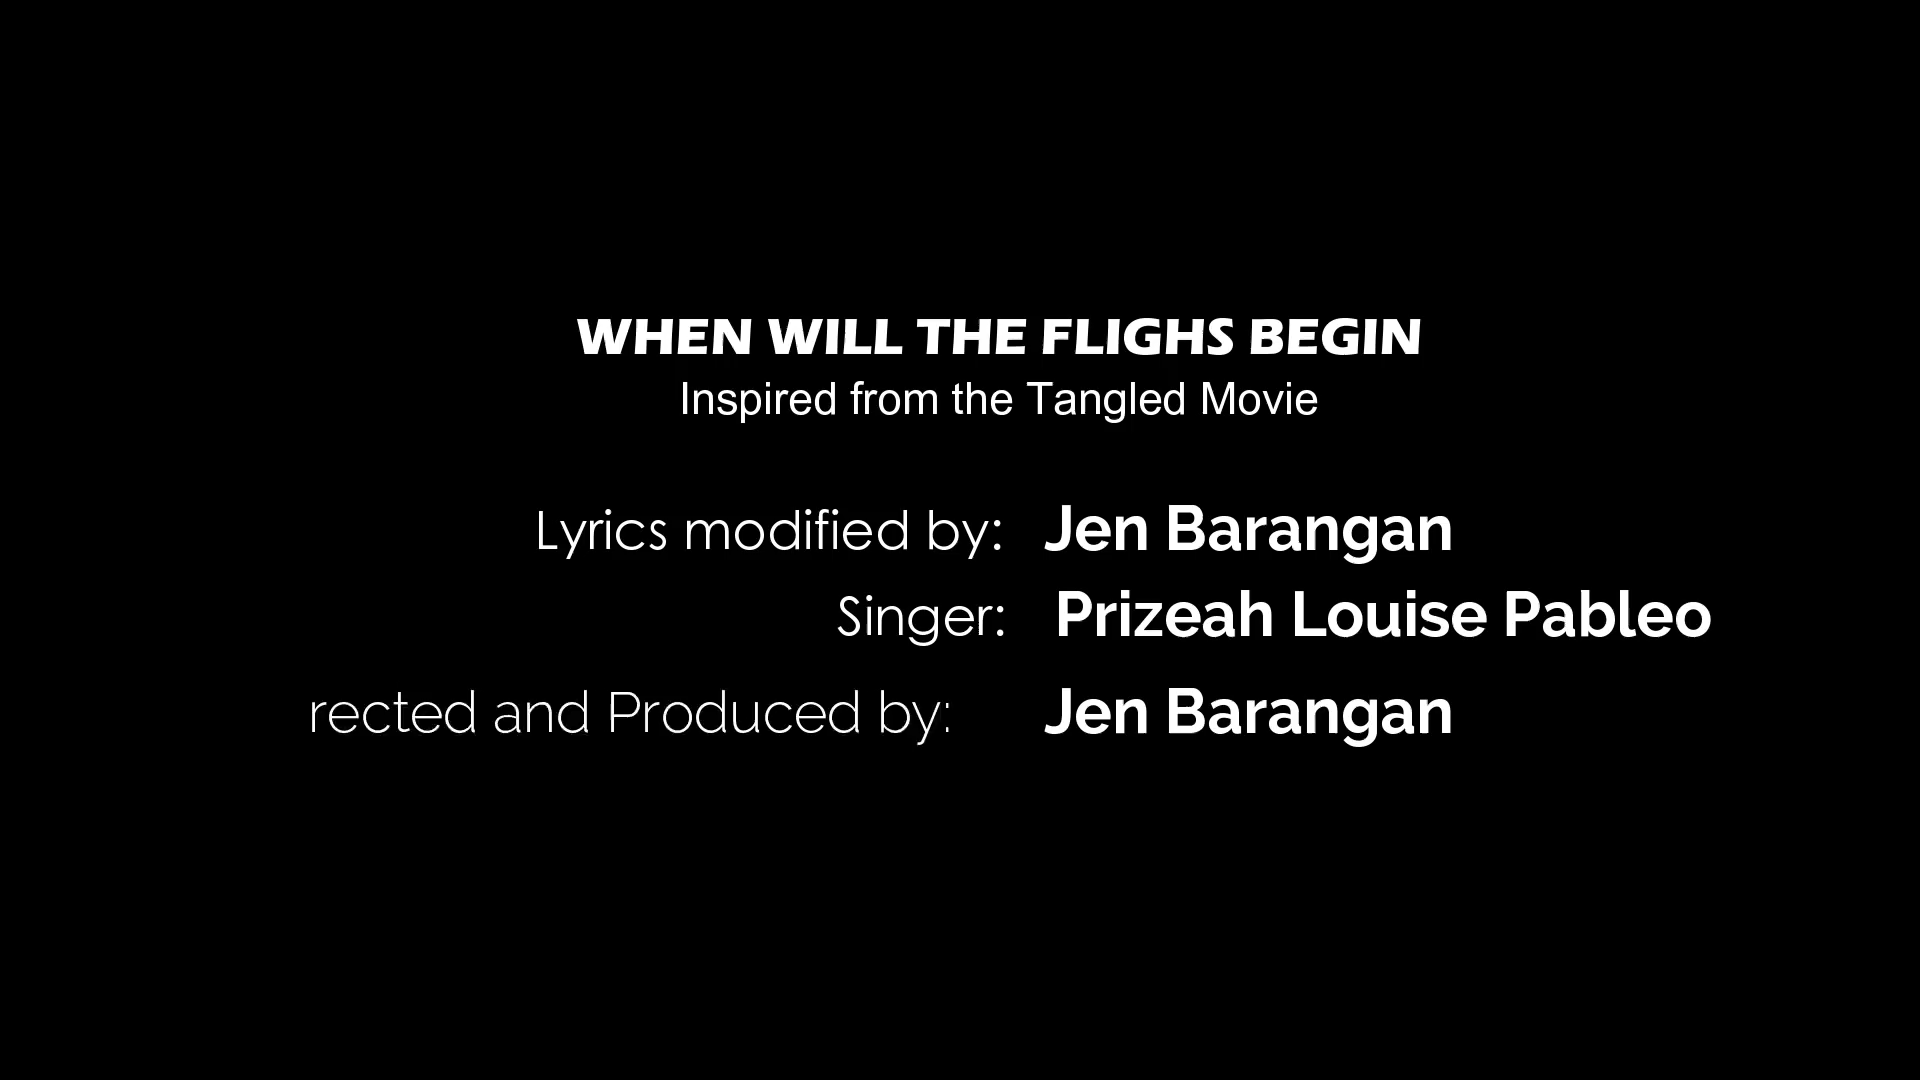 WHEN WILL THE FLIGHS BEGIN
Inspired from the Tangled Movie
Lyrics modified by: Jen Barangan
Singer: Prizeah Louise Pableo
rected and Produced by: Jen Barangan